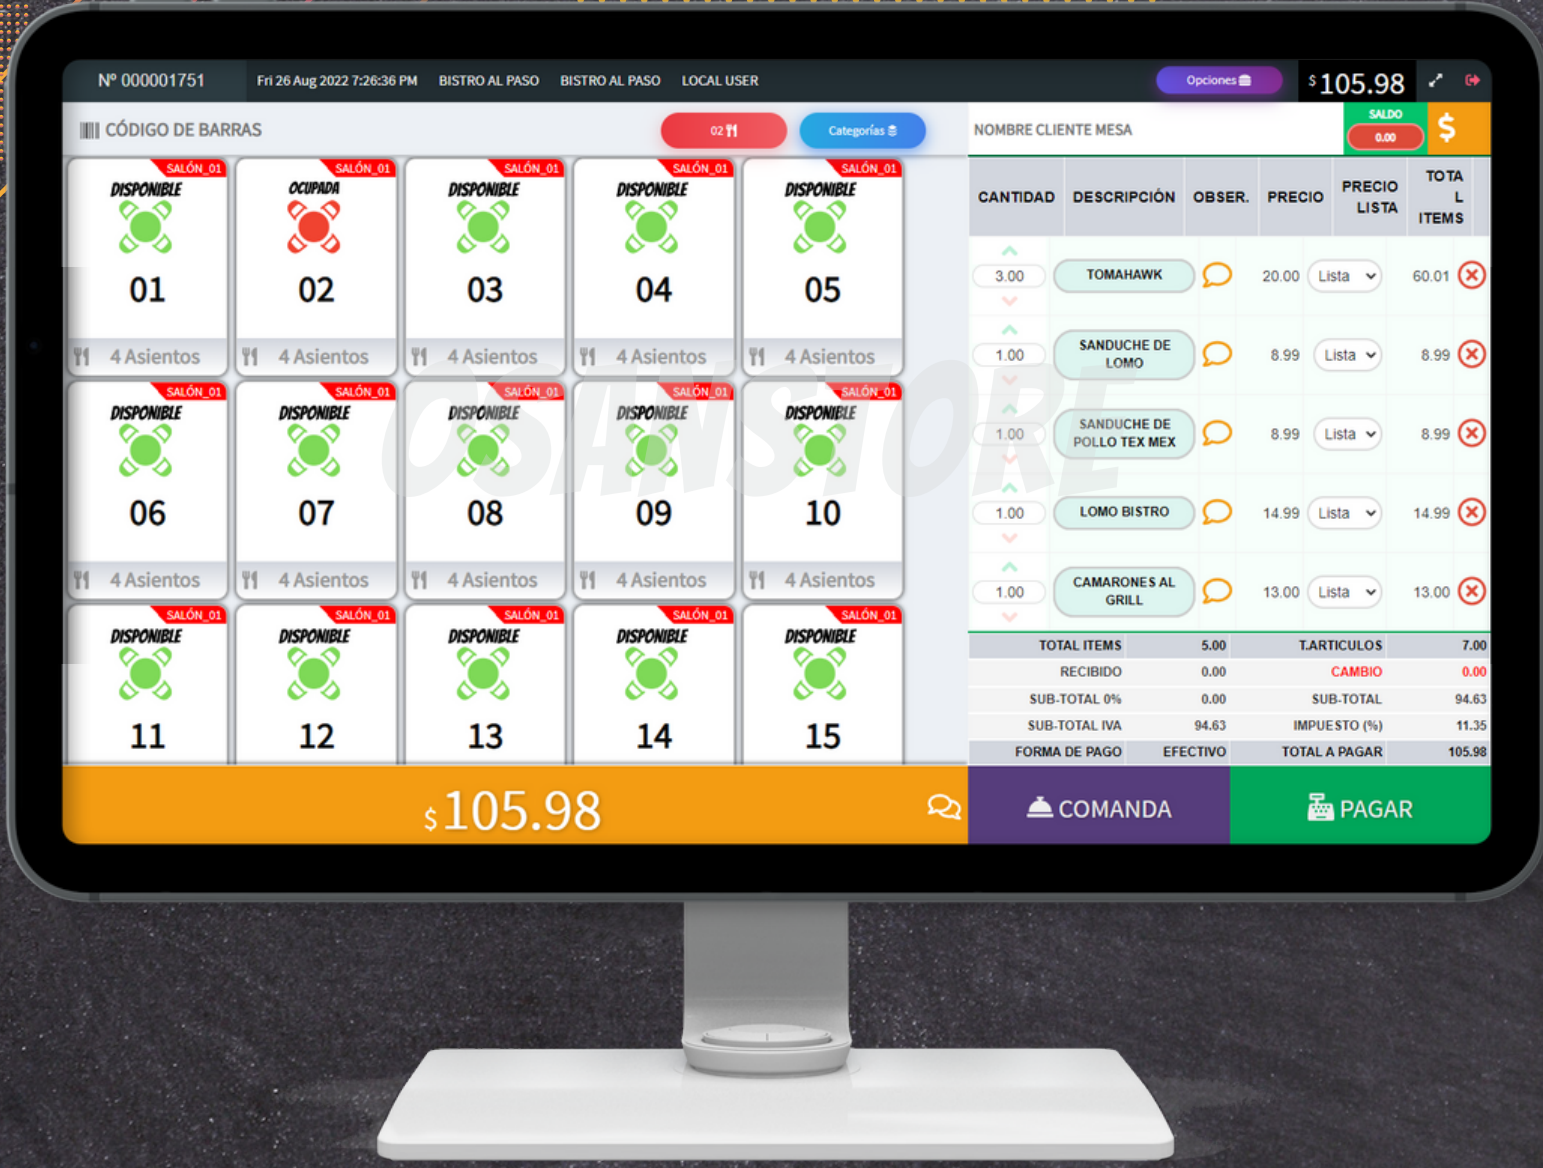 Nº 000001751
Fri 26 Aug 2022 7:26:36 PM
BISTRO AL PASO
BISTRO AL PASO
LOCAL USER
Opciones
$105.98
CÓDIGO DE BARRAS
02
Categorías
NOMBRE CLIENTE MESA
SALDO
0.00
$
SALÓN_01 SALÓN_01 SALÓN_01 SALÓN_01 SALÓN_01
DISPONIBLE OCUPADA DISPONIBLE DISPONIBLE DISPONIBLE
01 02 03 04 05
4 Asientos 4 Asientos 4 Asientos 4 Asientos 4 Asientos
SALÓN_01 SALÓN_01 SALÓN_01 SALÓN_01 SALÓN_01
DISPONIBLE DISPONIBLE DISPONIBLE DISPONIBLE DISPONIBLE
06 07 08 09 10
4 Asientos 4 Asientos 4 Asientos 4 Asientos 4 Asientos
SALÓN_01 SALÓN_01 SALÓN_01 SALÓN_01 SALÓN_01
DISPONIBLE DISPONIBLE DISPONIBLE DISPONIBLE DISPONIBLE
11 12 13 14 15
OSANSTORE
CANTIDAD DESCRIPCIÓN OBSER. PRECIO PRECIO LISTA TOTA L ITEMS
3.00 TOMAHAWK 20.00 Lista 60.01
1.00 SANDUCHE DE LOMO 8.99 Lista 8.99
1.00 SANDUCHE DE POLLO TEX MEX 8.99 Lista 8.99
1.00 LOMO BISTRO 14.99 Lista 14.99
1.00 CAMARONES AL GRILL 13.00 Lista 13.00
TOTAL ITEMS 5.00 T.ARTICULOS 7.00
RECIBIDO 0.00 CAMBIO 0.00
SUB-TOTAL 0% 0.00 SUB-TOTAL 94.63
SUB-TOTAL IVA 94.63 IMPUESTO (%) 11.35
FORMA DE PAGO EFECTIVO TOTAL A PAGAR 105.98
$105.98
COMANDA
PAGAR